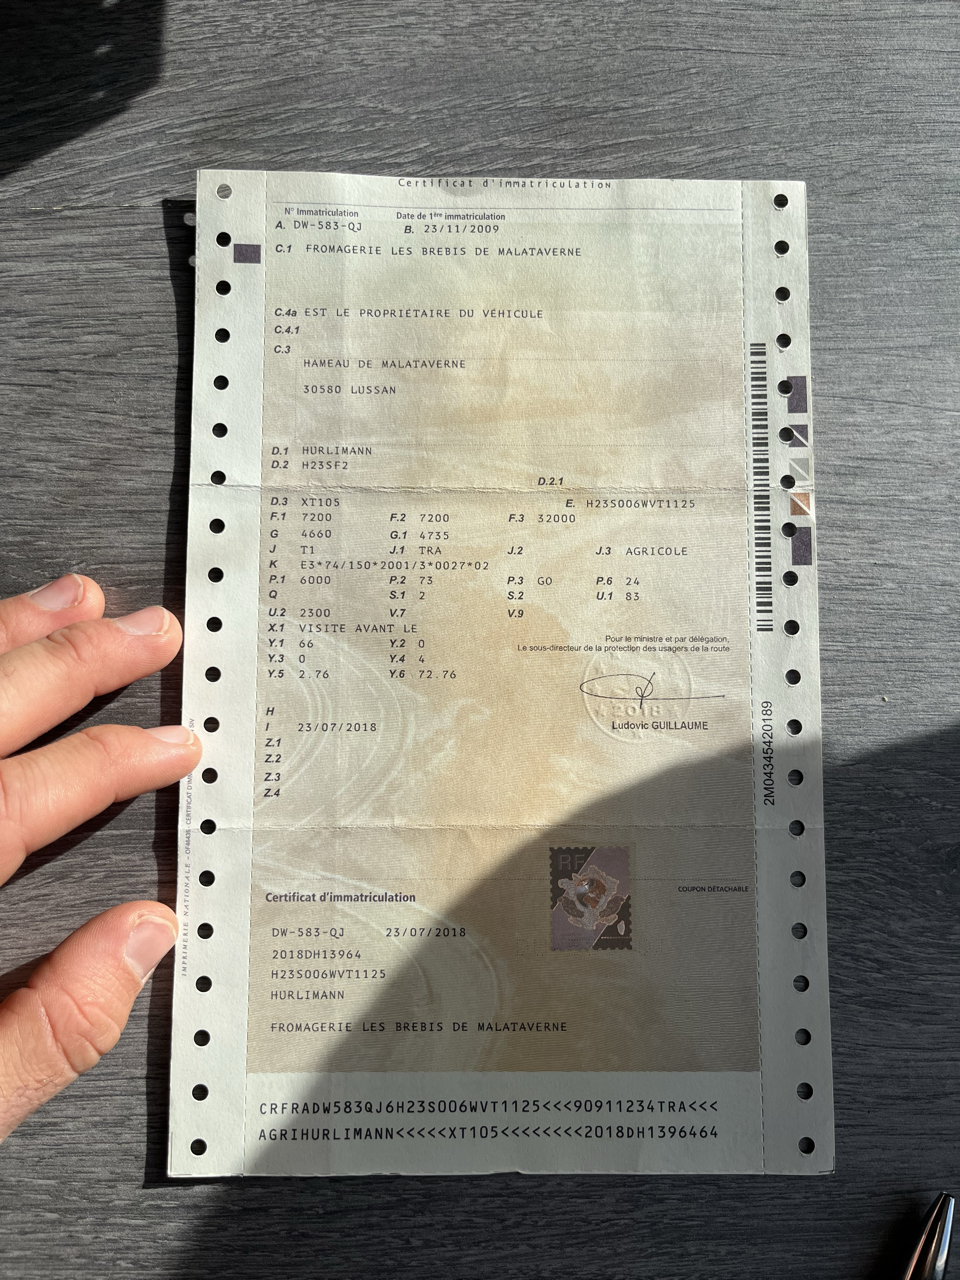 Certificat d'immatriculation
N° Immatriculation Date de 1ère immatriculation
A. DW-583-QJ B. 23/11/2009
C.1 FROMAGERIE LES BREBIS DE MALATAVERNE
C.4a EST LE PROPRIÉTAIRE DU VÉHICULE
C.4.1
C.3
HAMEAU DE MALATAVERNE
30580 LUSSAN
D.1 HURLIMANN
D.2 H23SF2
D.2.1
D.3 XT105 E. H23S006WVT1125
F.1 7200 F.2 7200 F.3 32000
G 4660 G.1 4735
J T1 J.1 TRA J.2 J.3 AGRICOLE
K E3*74/150*2001/3*0027*02
P.1 6000 P.2 73 P.3 GO P.6 24
Q S.1 2 S.2 U.1 83
U.2 2300 V.7 V.9
X.1 VISITE AVANT LE
Y.1 66 Y.2 0
Y.3 0 Y.4 4
Y.5 2.76 Y.6 72.76
Pour le ministre et par délégation,
Le sous-directeur de la protection des usagers de la route
2018
Ludovic GUILLAUME
H
I 23/07/2018
Z.1
Z.2
Z.3
Z.4
2M04345420189
IMPRIMERIE NATIONALE
RF
COUPON DÉTACHABLE
Certificat d'immatriculation
DW-583-QJ 23/07/2018
2018DH13964
H23S006WVT1125
HURLIMANN
FROMAGERIE LES BREBIS DE MALATAVERNE
CRFRADW583QJ6H23S006WVT1125<<<90911234TRA<<<
AGRIHURLIMANN<<<<<XT105<<<<<<<<2018DH1396464